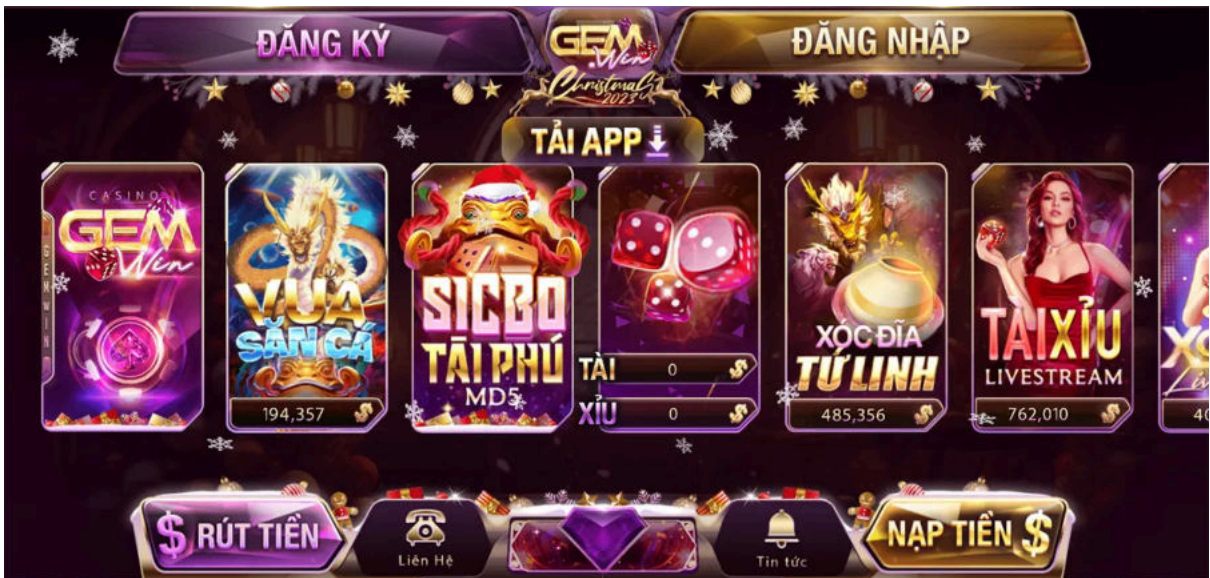 ĐĂNG KÝ
GEM
Win
ĐĂNG NHẬP
Christmas
2023
TẢI APP
CASINO
GEM
Win
GEMWIN
VUA
SĂN CÁ
194,357
SICBO
TÀI PHÚ
MD5
TÀI 0
XỈU 0
XÓC ĐĨA
TỨ LINH
485,356
TAIXỈU
LIVESTREAM
762,010
$ RÚT TIỀN
Liên Hệ
Tin tức
NẠP TIỀN $